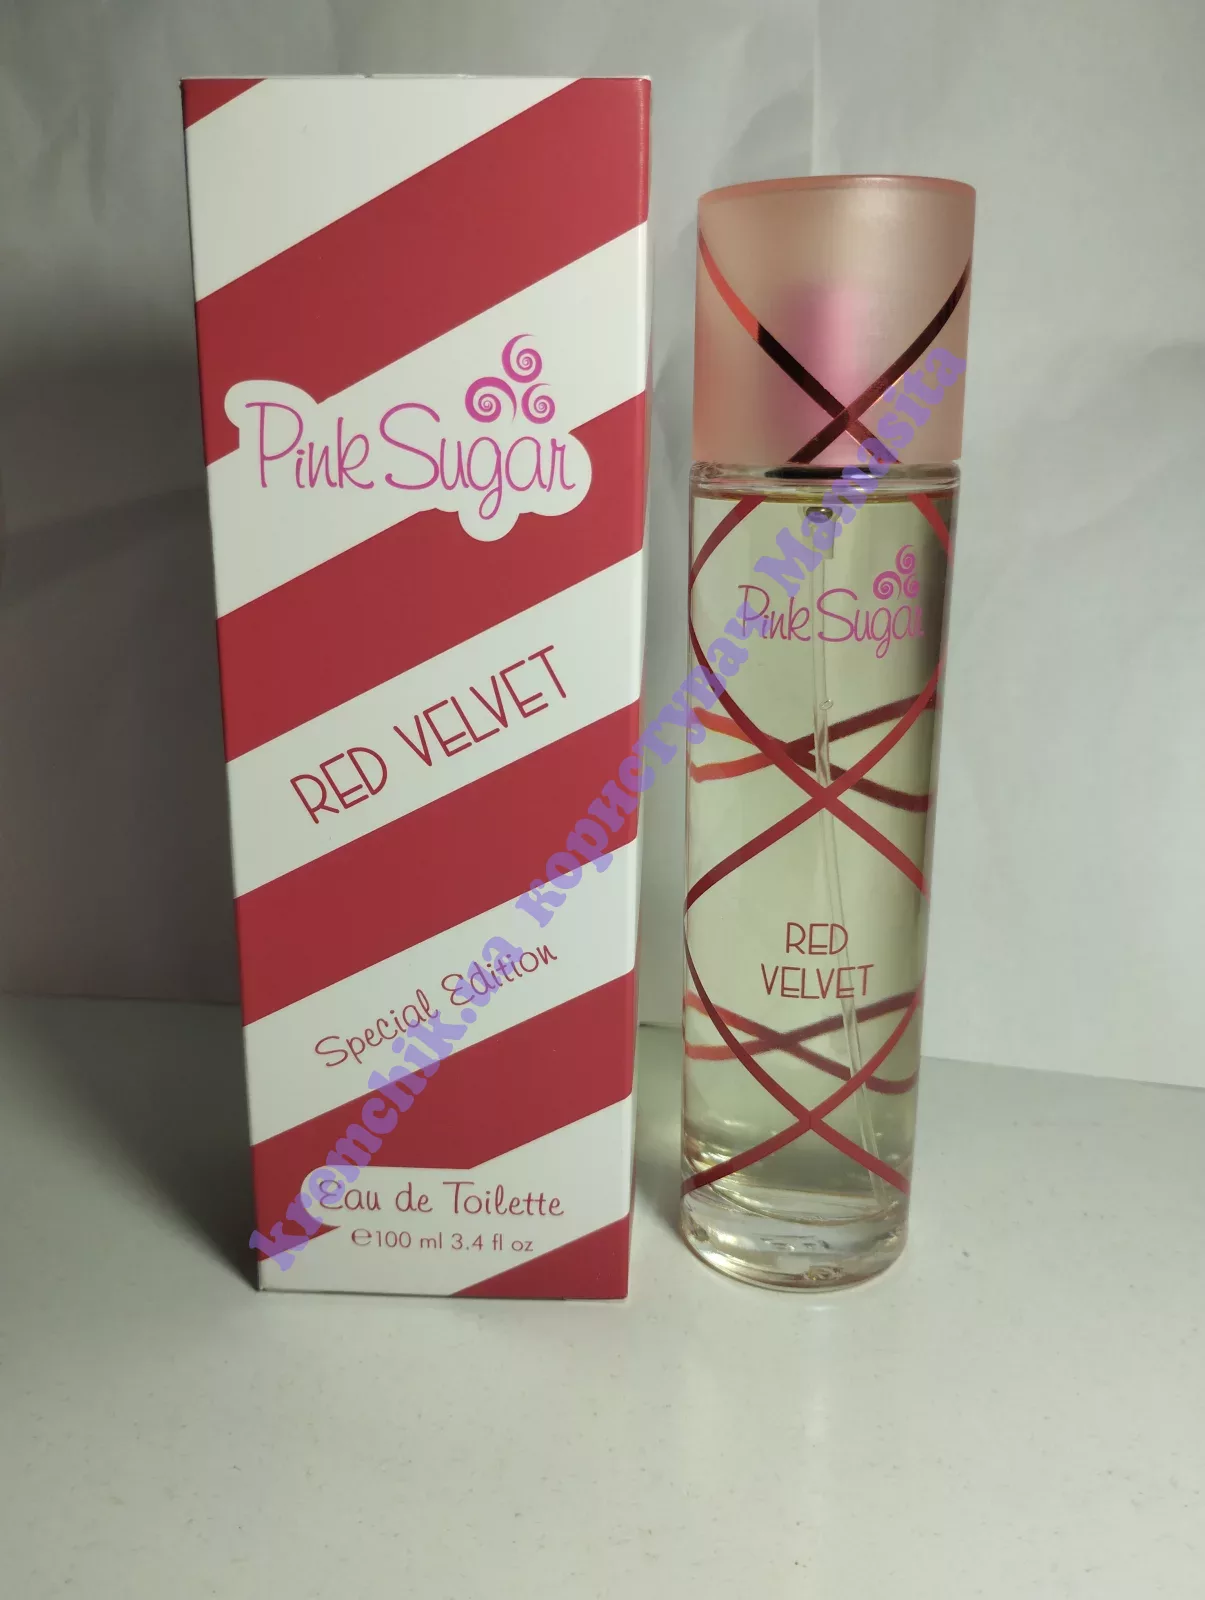 Pink Sugar
RED VELVET
Special Edition
Eau de Toilette
℮100 ml 3.4 fl oz
Pink Sugar
RED
VELVET
kremchik.ua користувач Mamasita